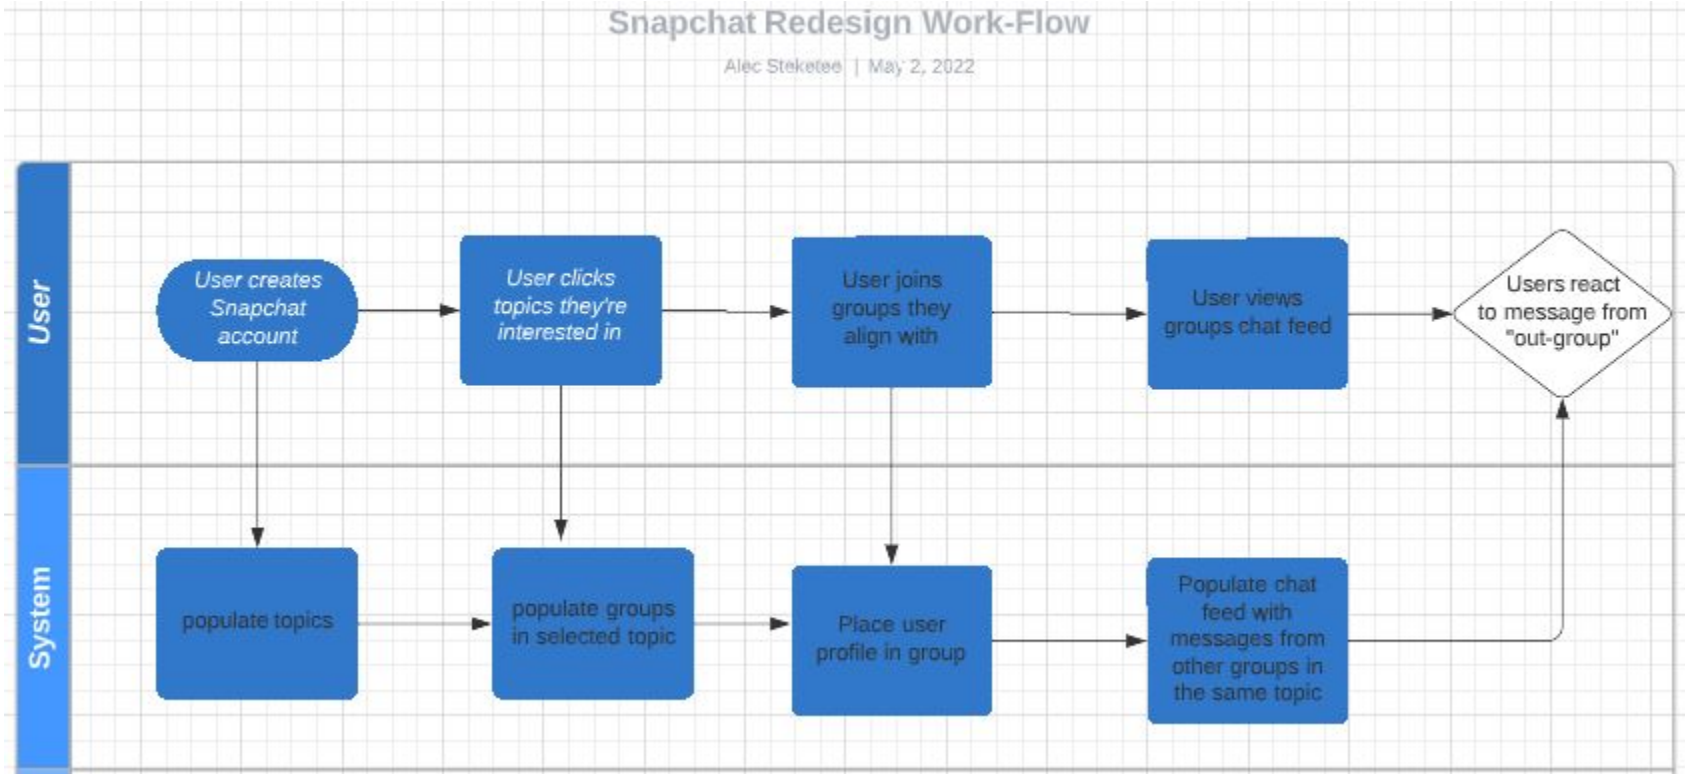 Snapchat Redesign Work-Flow
Alec Steketee | May 2, 2022
User
User creates
Snapchat
account
User clicks
topics they're
interested in
User joins
groups they
align with
User views
groups chat feed
Users react
to message from
"out-group"
System
populate topics
populate groups
in selected topic
Place user
profile in group
Populate chat
feed with
messages from
other groups in
the same topic